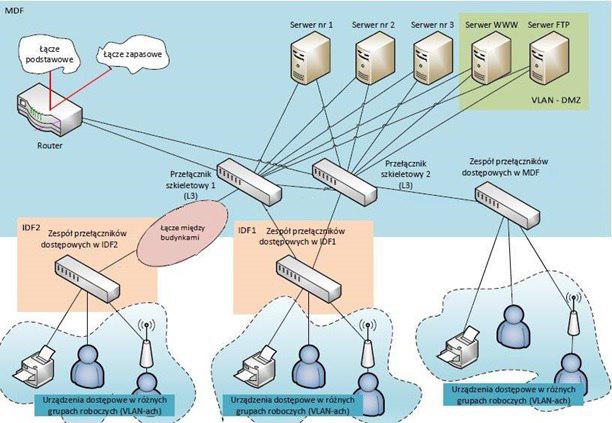 MDF
Łącze
podstawowe
Łącze zapasowe
Router
Serwer nr 1
Serwer nr 2
Serwer nr 3
Serwer WWW
Serwer FTP
VLAN - DMZ
Przełącznik
szkieletowy 1
(L3)
Przełącznik
szkieletowy 2
(L3)
Zespół przełączników
dostępowych w MDF
IDF2
Zespół przełączników
dostępowych w IDF2
Łącze między
budynkami
IDF1
Zespół przełączników
dostępowych w IDF1
Urządzenia dostępowe w różnych
grupach roboczych (VLAN-ach)
Urządzenia dostępowe w różnych
grupach roboczych (VLAN-ach)
Urządzenia dostępowe w różnych
grupach roboczych (VLAN-ach)